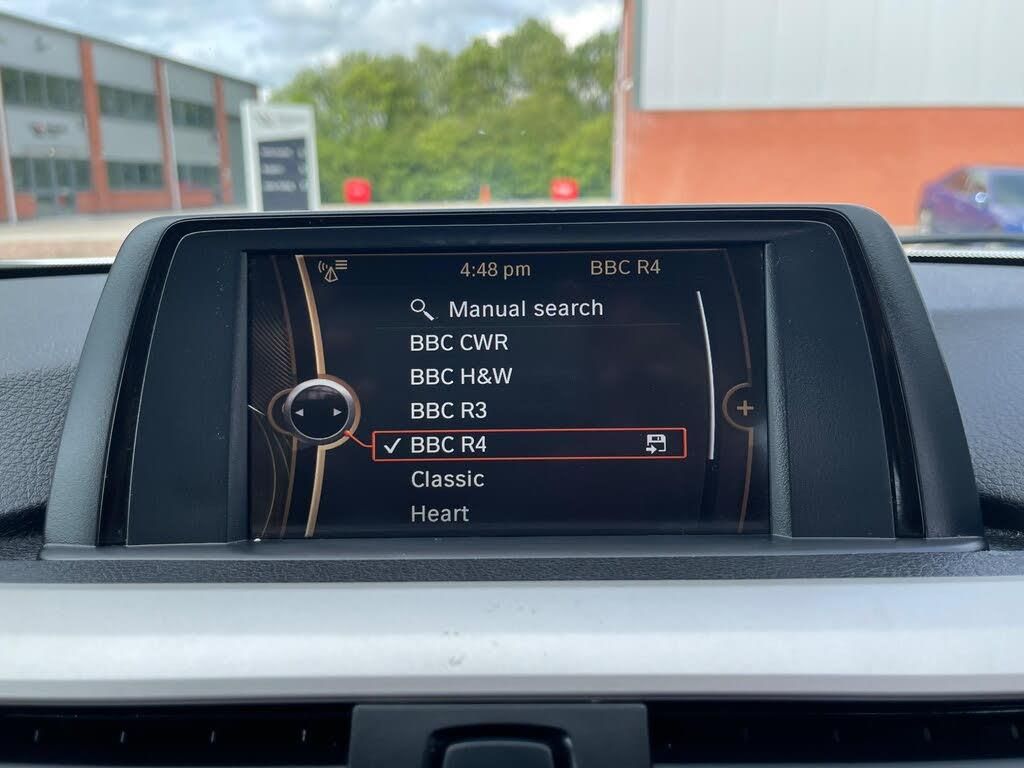 4:48 pm BBC R4
Manual search
BBC CWR
BBC H&W
BBC R3
BBC R4
Classic
Heart